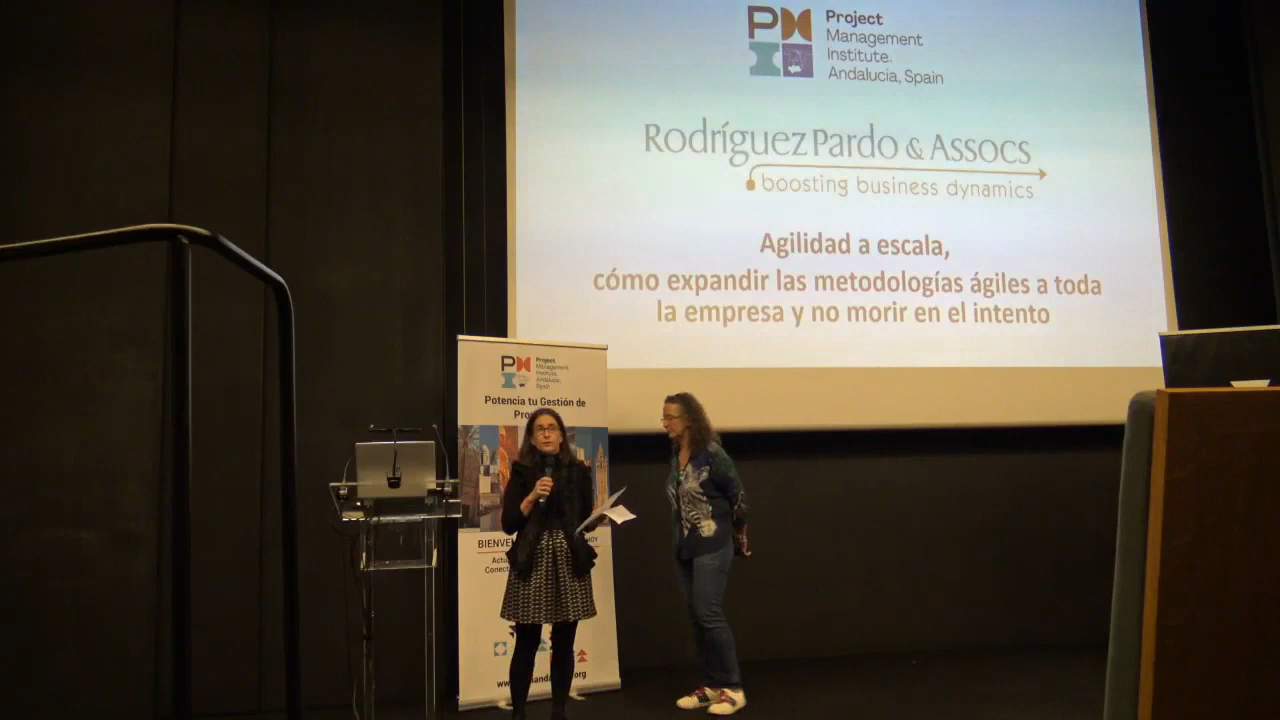 Project
Management
Institute.
Andalucia, Spain
Rodríguez Pardo & Assocs
boosting business dynamics
Agilidad a escala,
cómo expandir las metodologías ágiles a toda
la empresa y no morir en el intento
Project
Management
Institute.
Andalucia,
Spain
Potencia tu Gestión de